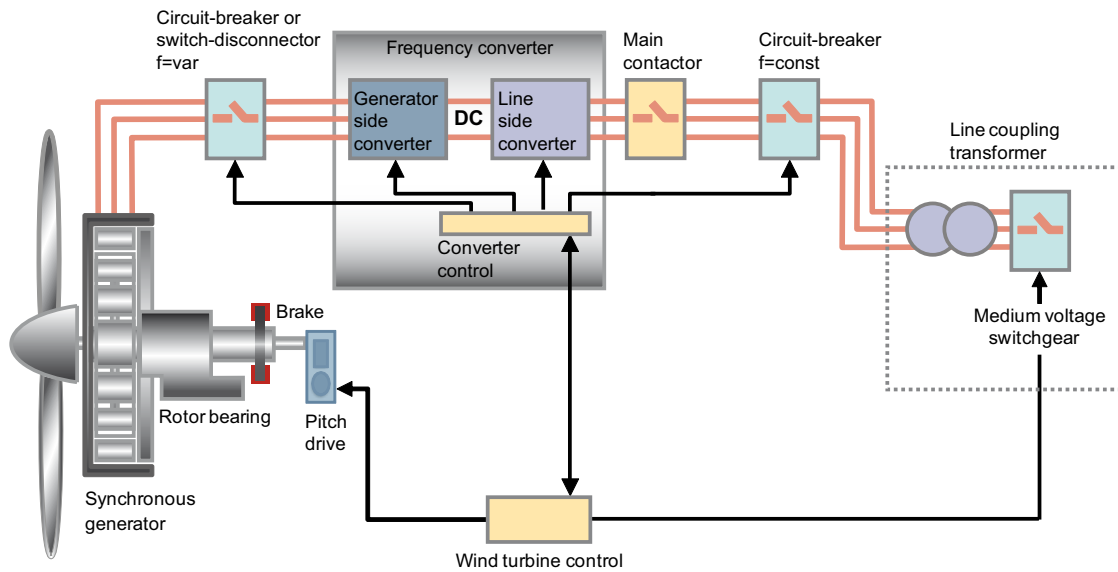 Circuit-breaker or
switch-disconnector
f=var
Frequency converter
Main
contactor
Circuit-breaker
f=const
Generator
side
converter
DC
Line
side
converter
Line coupling
transformer
Converter
control
Brake
Medium voltage
switchgear
Rotor bearing
Pitch
drive
Synchronous
generator
Wind turbine control